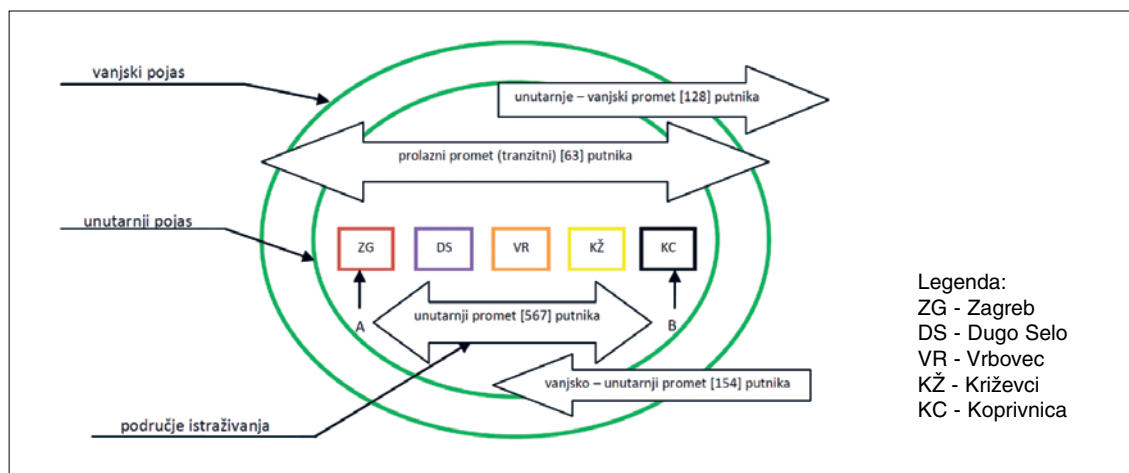 vanjski pojas
unutarnje – vanjski promet [128] putnika
prolazni promet (tranzitni) [63] putnika
unutarnji pojas
ZG
DS
VR
KŽ
KC
A
unutarnji promet [567] putnika
B
vanjsko – unutarnji promet [154] putnika
područje istraživanja
Legenda:
ZG - Zagreb
DS - Dugo Selo
VR - Vrbovec
KŽ - Križevci
KC - Koprivnica